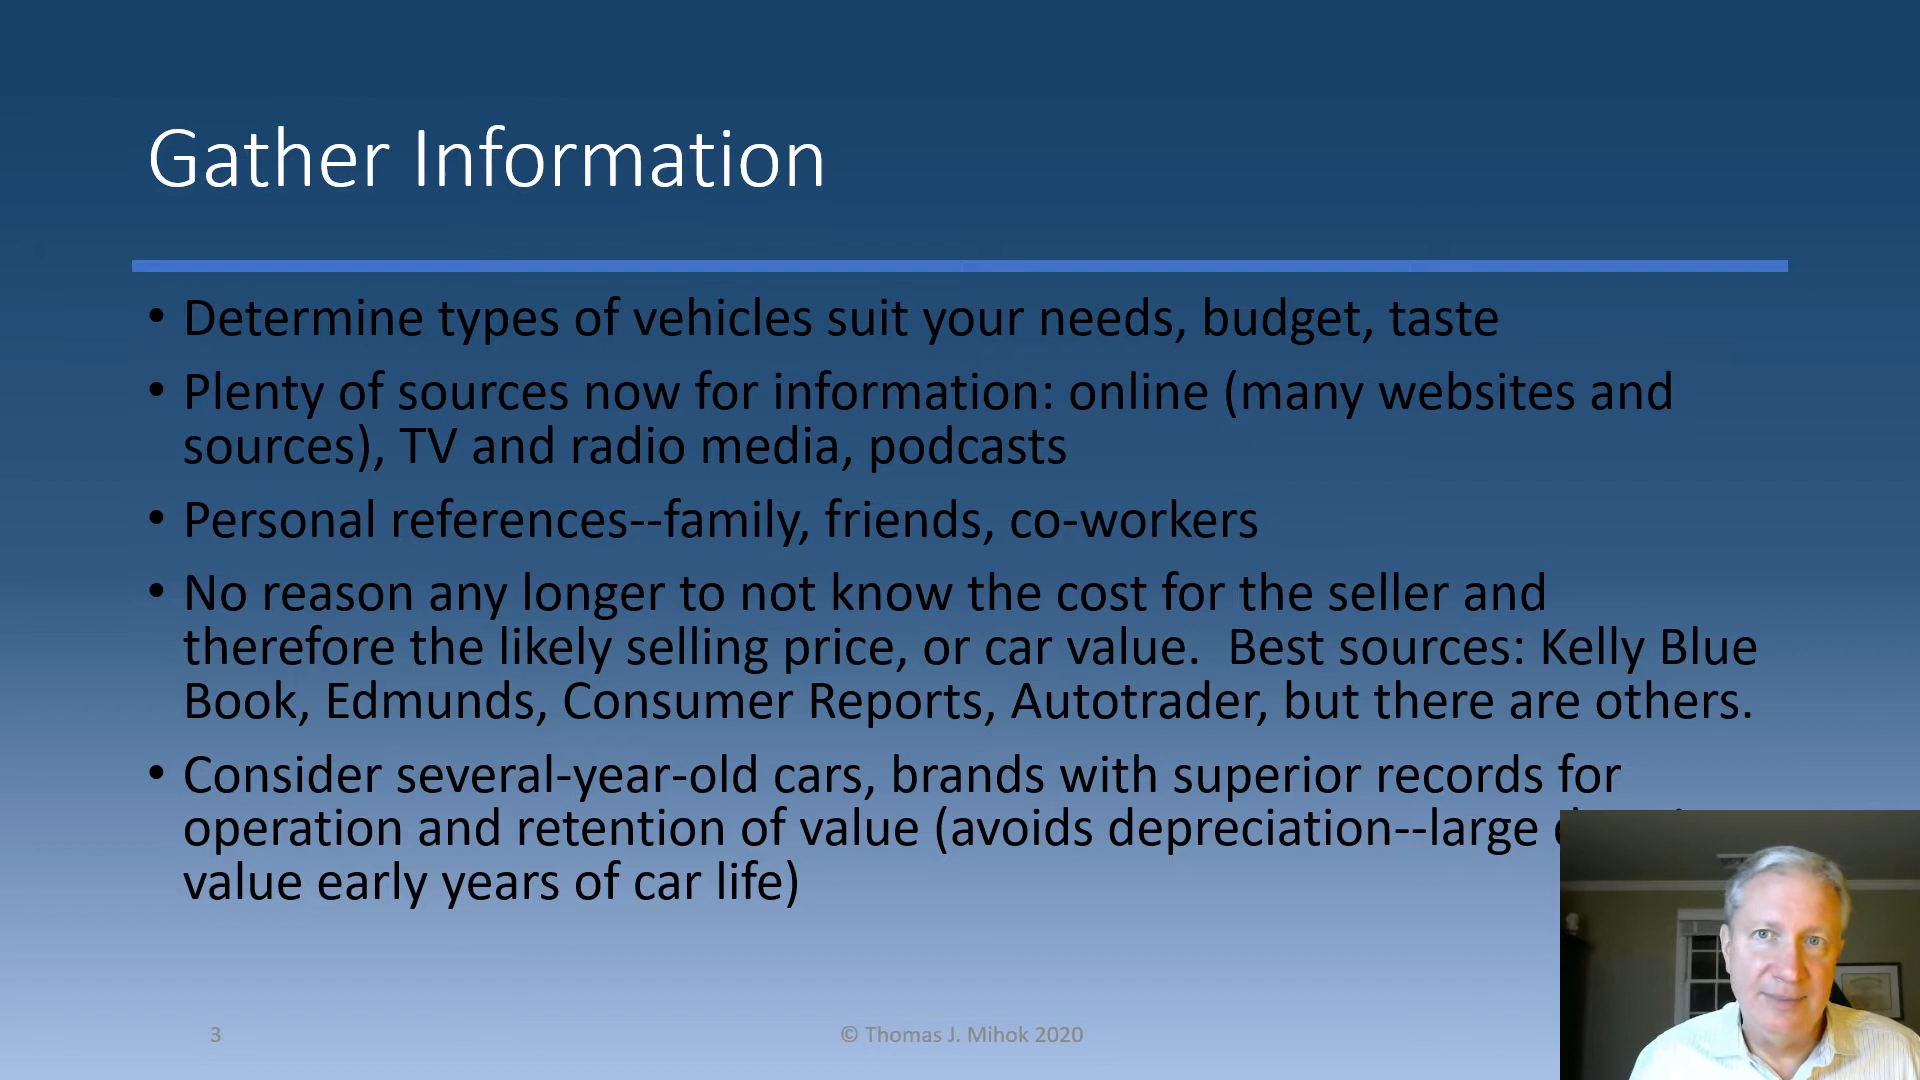 Gather Information
• Determine types of vehicles suit your needs, budget, taste
• Plenty of sources now for information: online (many websites and
sources), TV and radio media, podcasts
• Personal references--family, friends, co-workers
• No reason any longer to not know the cost for the seller and
therefore the likely selling price, or car value.  Best sources: Kelly Blue
Book, Edmunds, Consumer Reports, Autotrader, but there are others.
• Consider several-year-old cars, brands with superior records for
operation and retention of value (avoids depreciation--large
value early years of car life)
3
© Thomas J. Mihok 2020